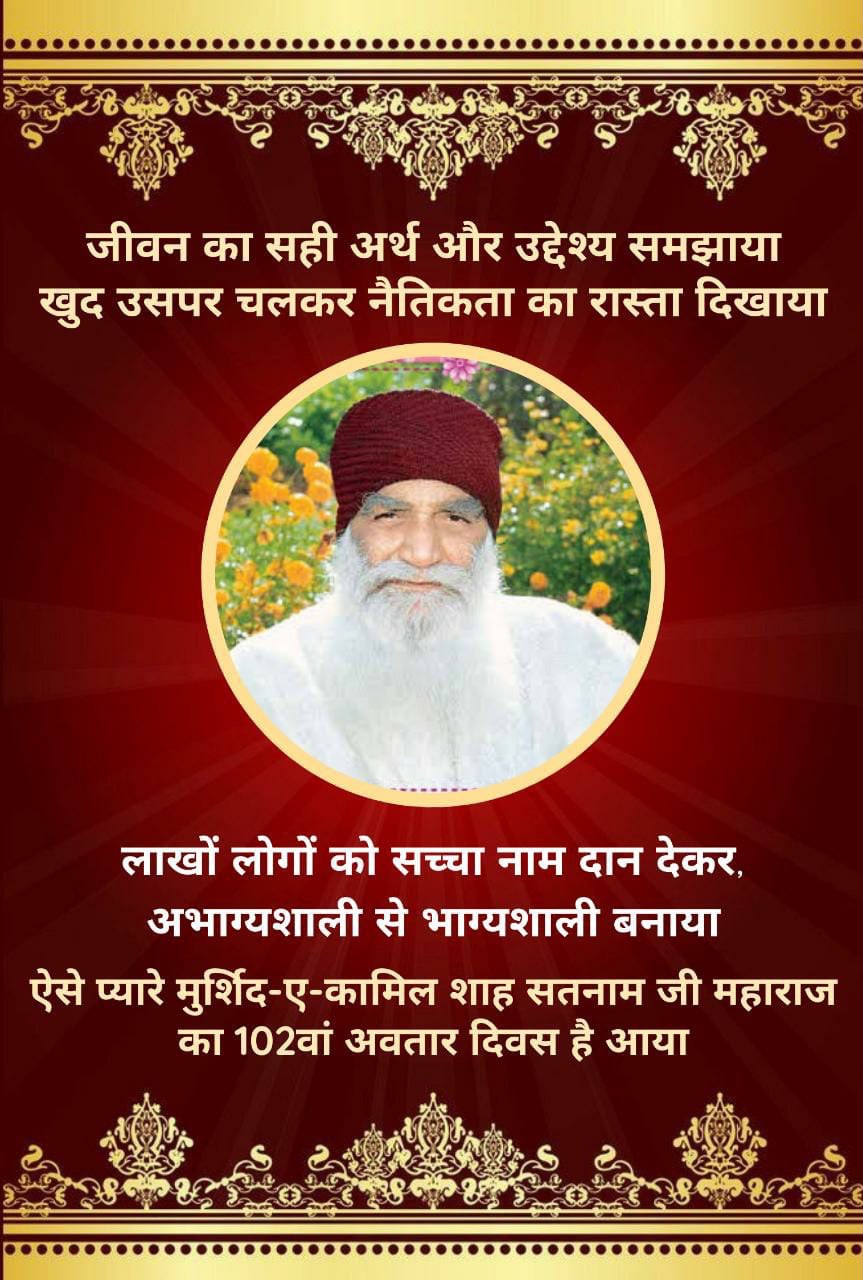 जीवन का सही अर्थ और उद्देश्य समझाया
खुद उसपर चलकर नैतिकता का रास्ता दिखाया
लाखों लोगों को सच्चा नाम दान देकर,
अभाग्यशाली से भाग्यशाली बनाया
ऐसे प्यारे मुर्शिद-ए-कामिल शाह सतनाम जी महाराज
का 102वां अवतार दिवस है आया